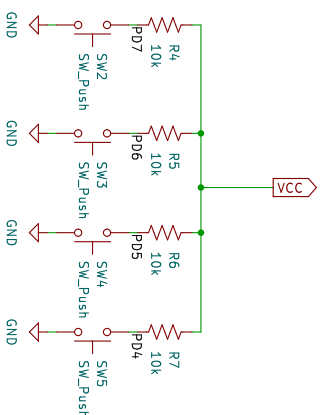 GND
SW2
SW_Push
PD7
R4
10k
GND
SW3
SW_Push
PD6
R5
10k
VCC
GND
SW4
SW_Push
PD5
R6
10k
GND
SW5
SW_Push
PD4
R7
10k